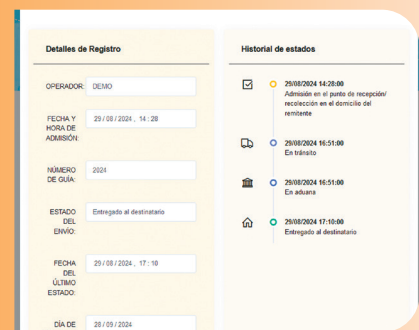 Detalles de Registro
OPERADOR: DEMO
FECHA Y
HORA DE
ADMISIÓN:
29 / 08 / 2024 , 14 : 28
NÚMERO
DE GUÍA:
2024
ESTADO
DEL
ENVÍO:
Entregado al destinatario
FECHA
DEL
ÚLTIMO
ESTADO:
29 / 08 / 2024 , 17 : 10
DÍA DE
28 / 09 / 2024
Historial de estados
29/08/2024 14:28:00
Admisión en el punto de recepción/
recolección en el domicilio del
remitente
29/08/2024 16:51:00
En tránsito
29/08/2024 16:51:00
En aduana
29/08/2024 17:10:00
Entregado al destinatario